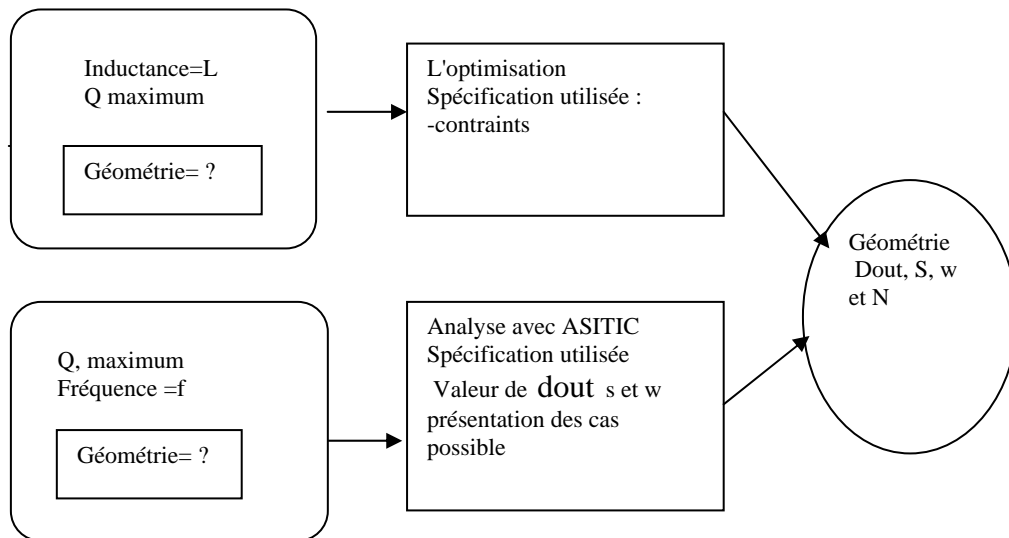 Inductance=L
Q maximum
Géométrie= ?
L'optimisation
Spécification utilisée :
-contraints
Géométrie
Dout, S, w
et N
Q, maximum
Fréquence =f
Géométrie= ?
Analyse avec ASITIC
Spécification utilisée
Valeur de dout s et w
présentation des cas
possible